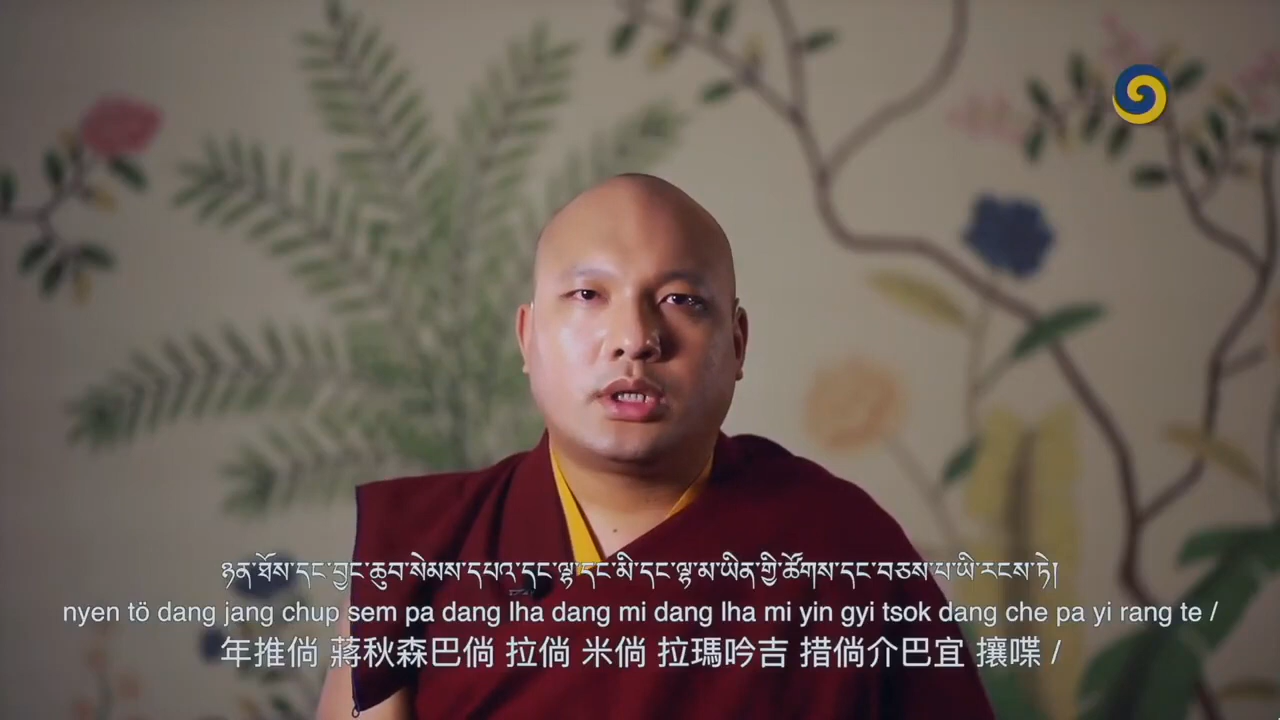 ཉན་ཐོས་དང་བྱང་ཆུབ་སེམས་དཔའ་དང་ལྷ་དང་མི་དང་ལྷ་མ་ཡིན་གྱི་ཚོགས་དང་བཅས་པ་ཡི་རངས་ཏེ།
nyen tö dang jang chup sem pa dang lha dang mi dang lha mi yin gyi tsok dang che pa yi rang te /
年推倘 蔣秋森巴倘 拉倘 米倘 拉瑪吟吉 措倘介巴宜 攘喋 /